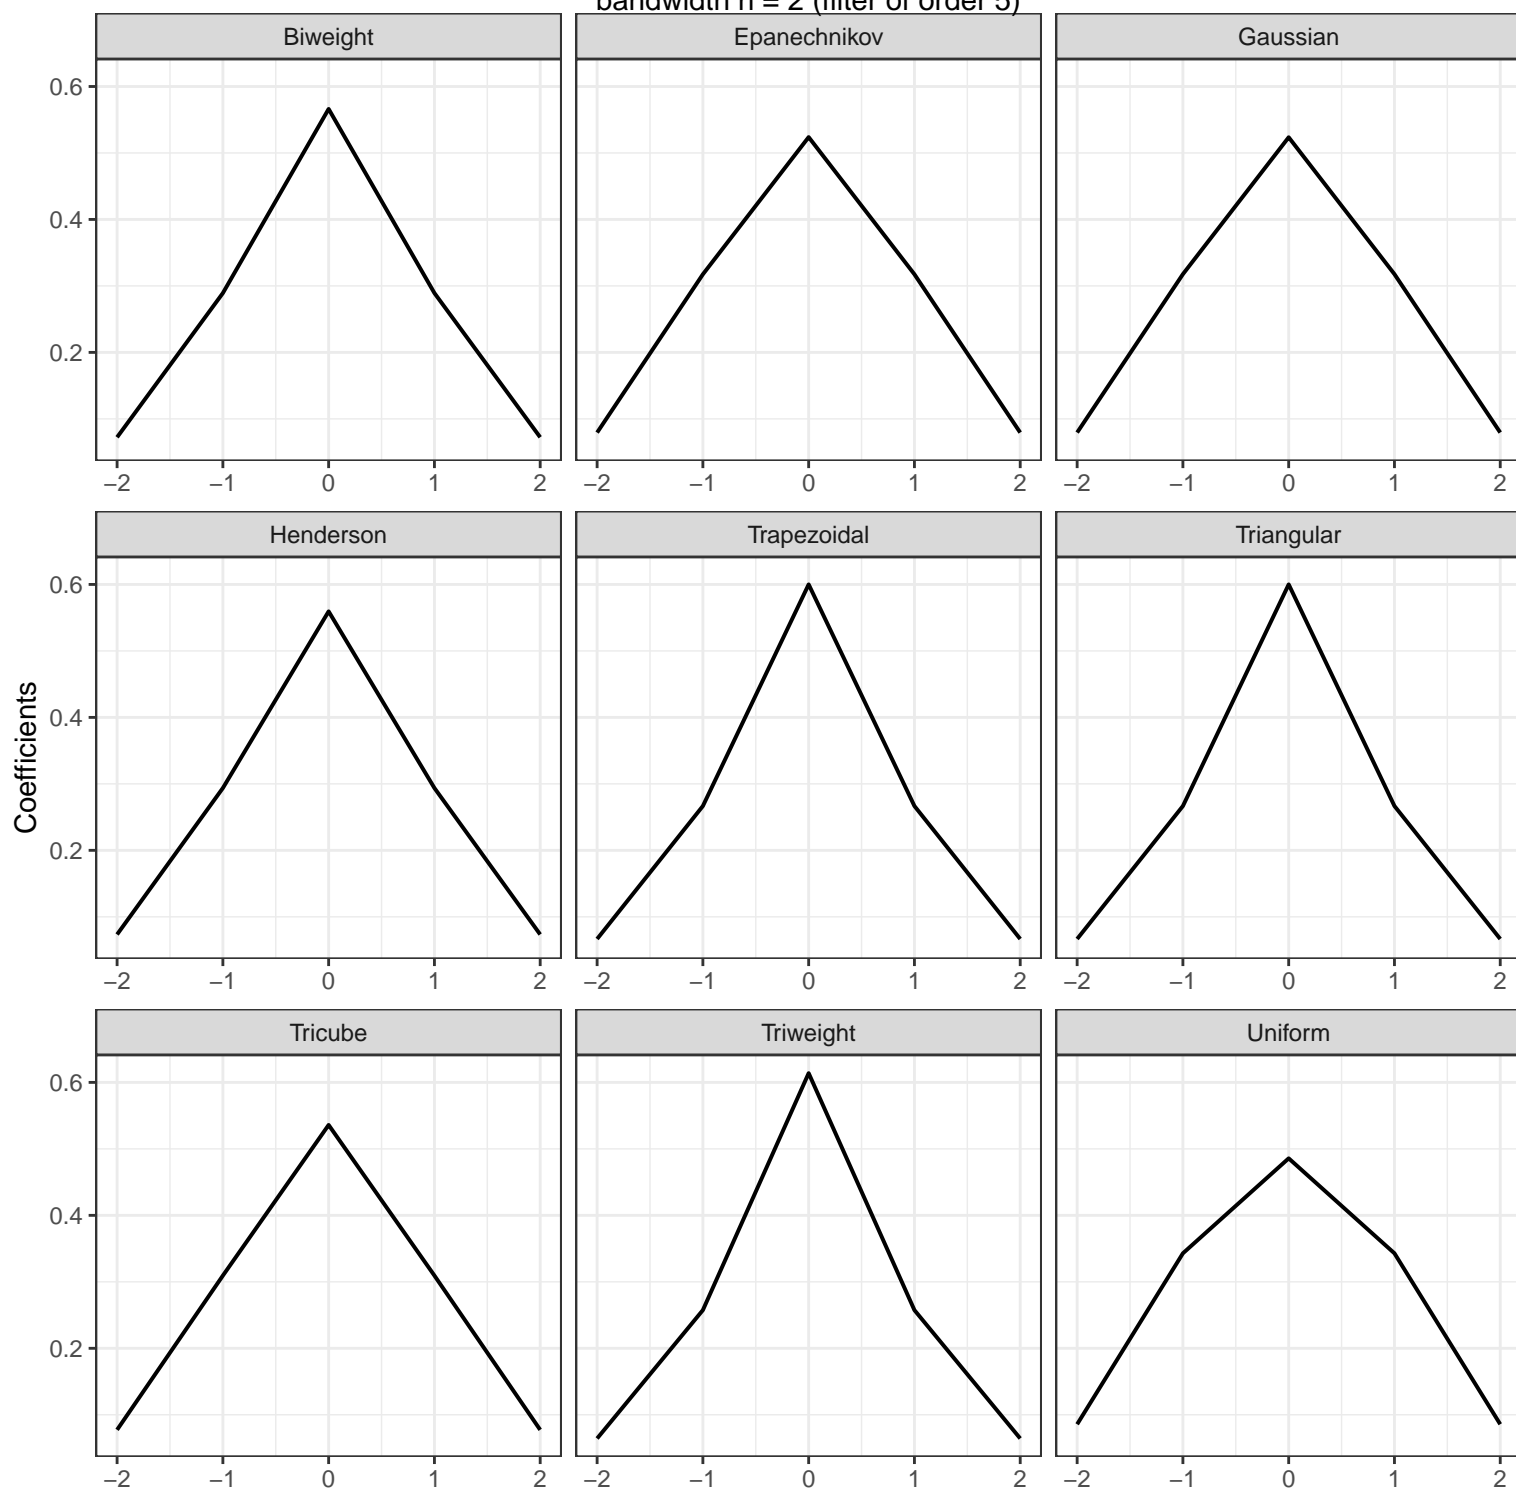 bandwidth h = 2 (filter of order 5)
Biweight Epanechnikov Gaussian
0.6
0.4
0.2
−2 −1 0 1 2 −2 −1 0 1 2 −2 −1 0 1 2
Henderson Trapezoidal Triangular
0.6
0.4
0.2
Coefficients
−2 −1 0 1 2 −2 −1 0 1 2 −2 −1 0 1 2
Tricube Triweight Uniform
0.6
0.4
0.2
−2 −1 0 1 2 −2 −1 0 1 2 −2 −1 0 1 2